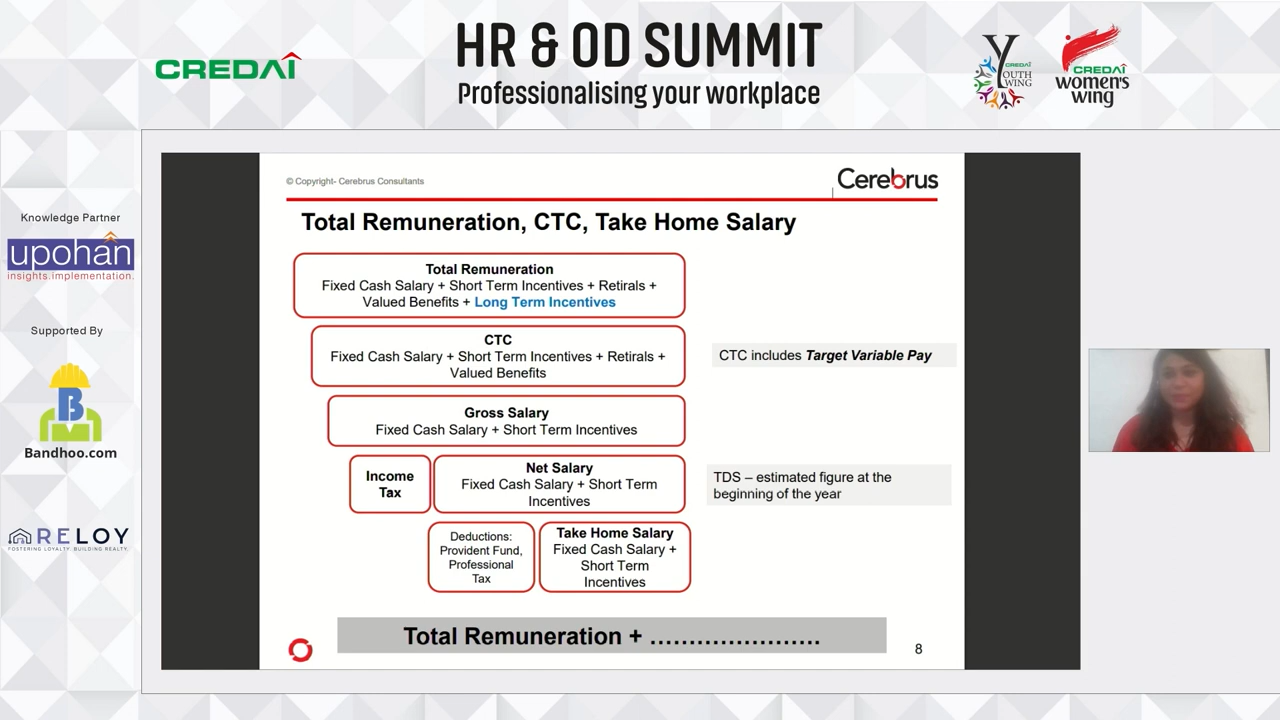 CREDAI
HR & OD SUMMIT
Professionalising your workplace
CREDAI
YOUTH
WING
CREDAI
women's
wing
Knowledge Partner
upohan
insights.implementation.
Supported By
B
Bandhoo.com
RELOY
FOSTERING LOYALTY. BUILDING REALTY.
© Copyright- Cerebrus Consultants
Cerebrus
Total Remuneration, CTC, Take Home Salary
Total Remuneration
Fixed Cash Salary + Short Term Incentives + Retirals +
Valued Benefits + Long Term Incentives
CTC
Fixed Cash Salary + Short Term Incentives + Retirals +
Valued Benefits
CTC includes Target Variable Pay
Gross Salary
Fixed Cash Salary + Short Term Incentives
Income
Tax
Net Salary
Fixed Cash Salary + Short Term
Incentives
TDS – estimated figure at the
beginning of the year
Deductions:
Provident Fund,
Professional
Tax
Take Home Salary
Fixed Cash Salary +
Short Term
Incentives
Total Remuneration + …………………
8